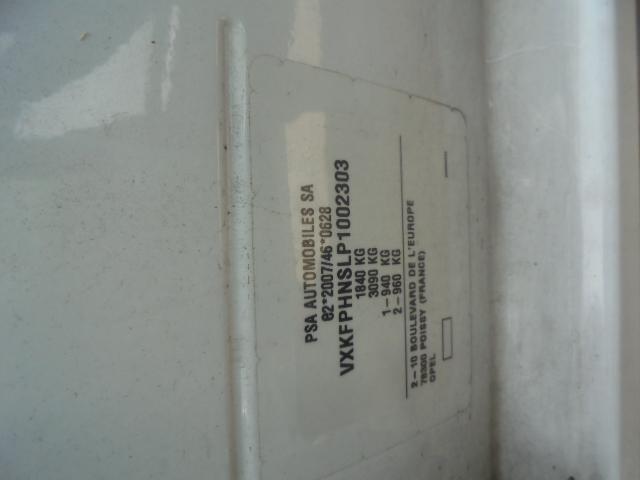 PSA AUTOMOBILES SA
e2*2007/46*0628
VXKFPHNSLP1002303
1840 KG
3090 KG
1-940 KG
2-960 KG
2-10 BOULEVARD DE L'EUROPE
78300 POISSY (FRANCE)
OPEL